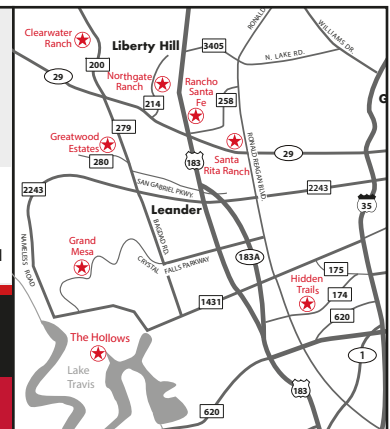 Clearwater
Ranch
Liberty Hill
RONALD
WILLIAMS DR.
3405
N. LAKE RD.
200
29
Northgate
Ranch
Rancho
Santa
Fe
214
258
G
279
Greatwood
Estates
280
183
Santa
Rita Ranch
RONALD REAGAN BLVD.
29
2243
SAN GABRIEL PKWY.
2243
35
Leander
NAMELESS ROAD
BAGDAD RD.
Grand
Mesa
CRYSTAL FALLS PARKWAY
183A
175
Hidden
Trails
174
1431
620
The Hollows
Lake
Travis
1
183
620